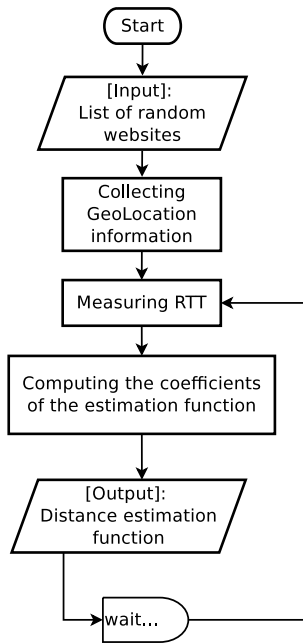 Start
[Input]:
List of random
websites
Collecting
GeoLocation
information
Measuring RTT
Computing the coefficients
of the estimation function
[Output]:
Distance estimation
function
wait...